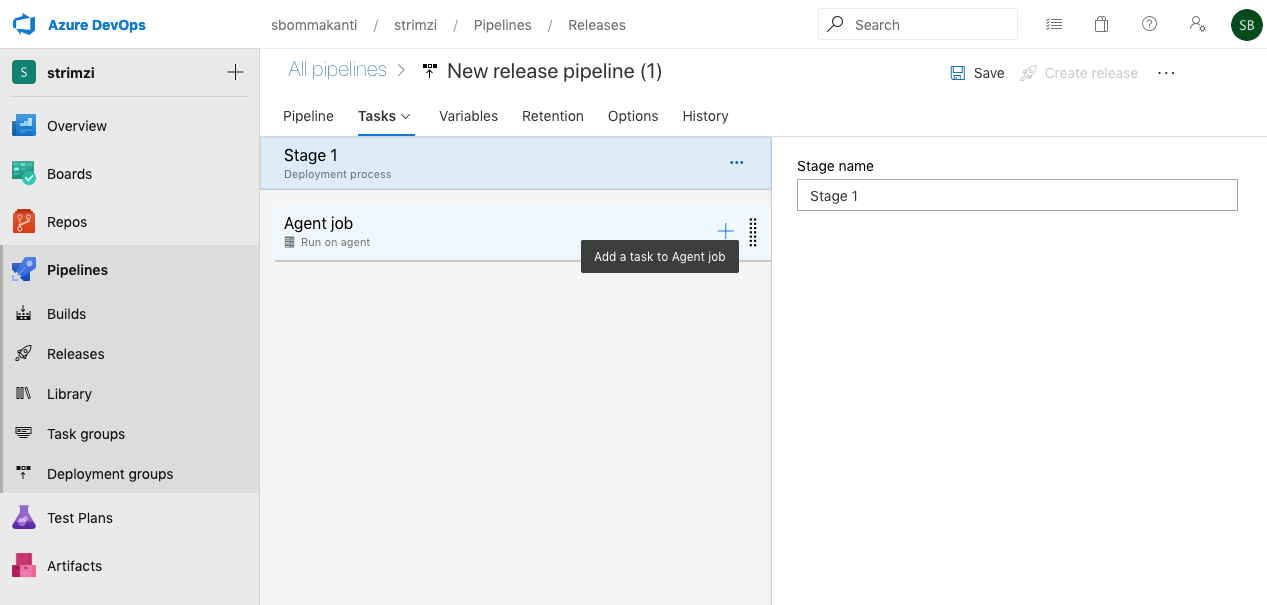 Azure DevOps
sbommakanti / strimzi / Pipelines / Releases
Search
SB
S
strimzi
Overview
Boards
Repos
Pipelines
Builds
Releases
Library
Task groups
Deployment groups
Test Plans
Artifacts
All pipelines > New release pipeline (1)
Save
Create release
Pipeline
Tasks
Variables
Retention
Options
History
Stage 1
Deployment process
Agent job
Run on agent
Add a task to Agent job
Stage name
Stage 1